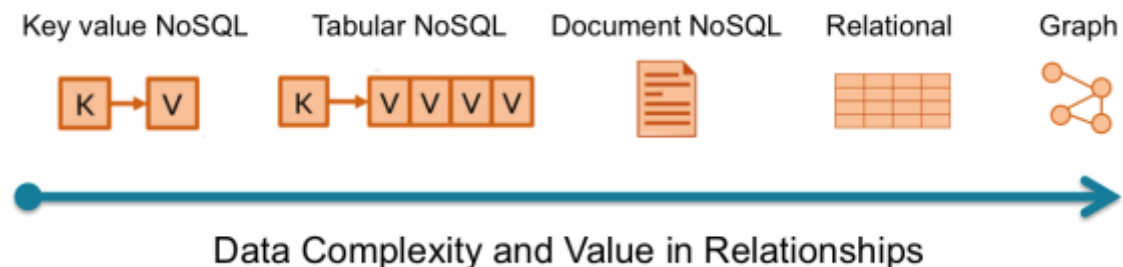 Key value NoSQL Tabular NoSQL Document NoSQL Relational Graph
K V K V V V V
Data Complexity and Value in Relationships